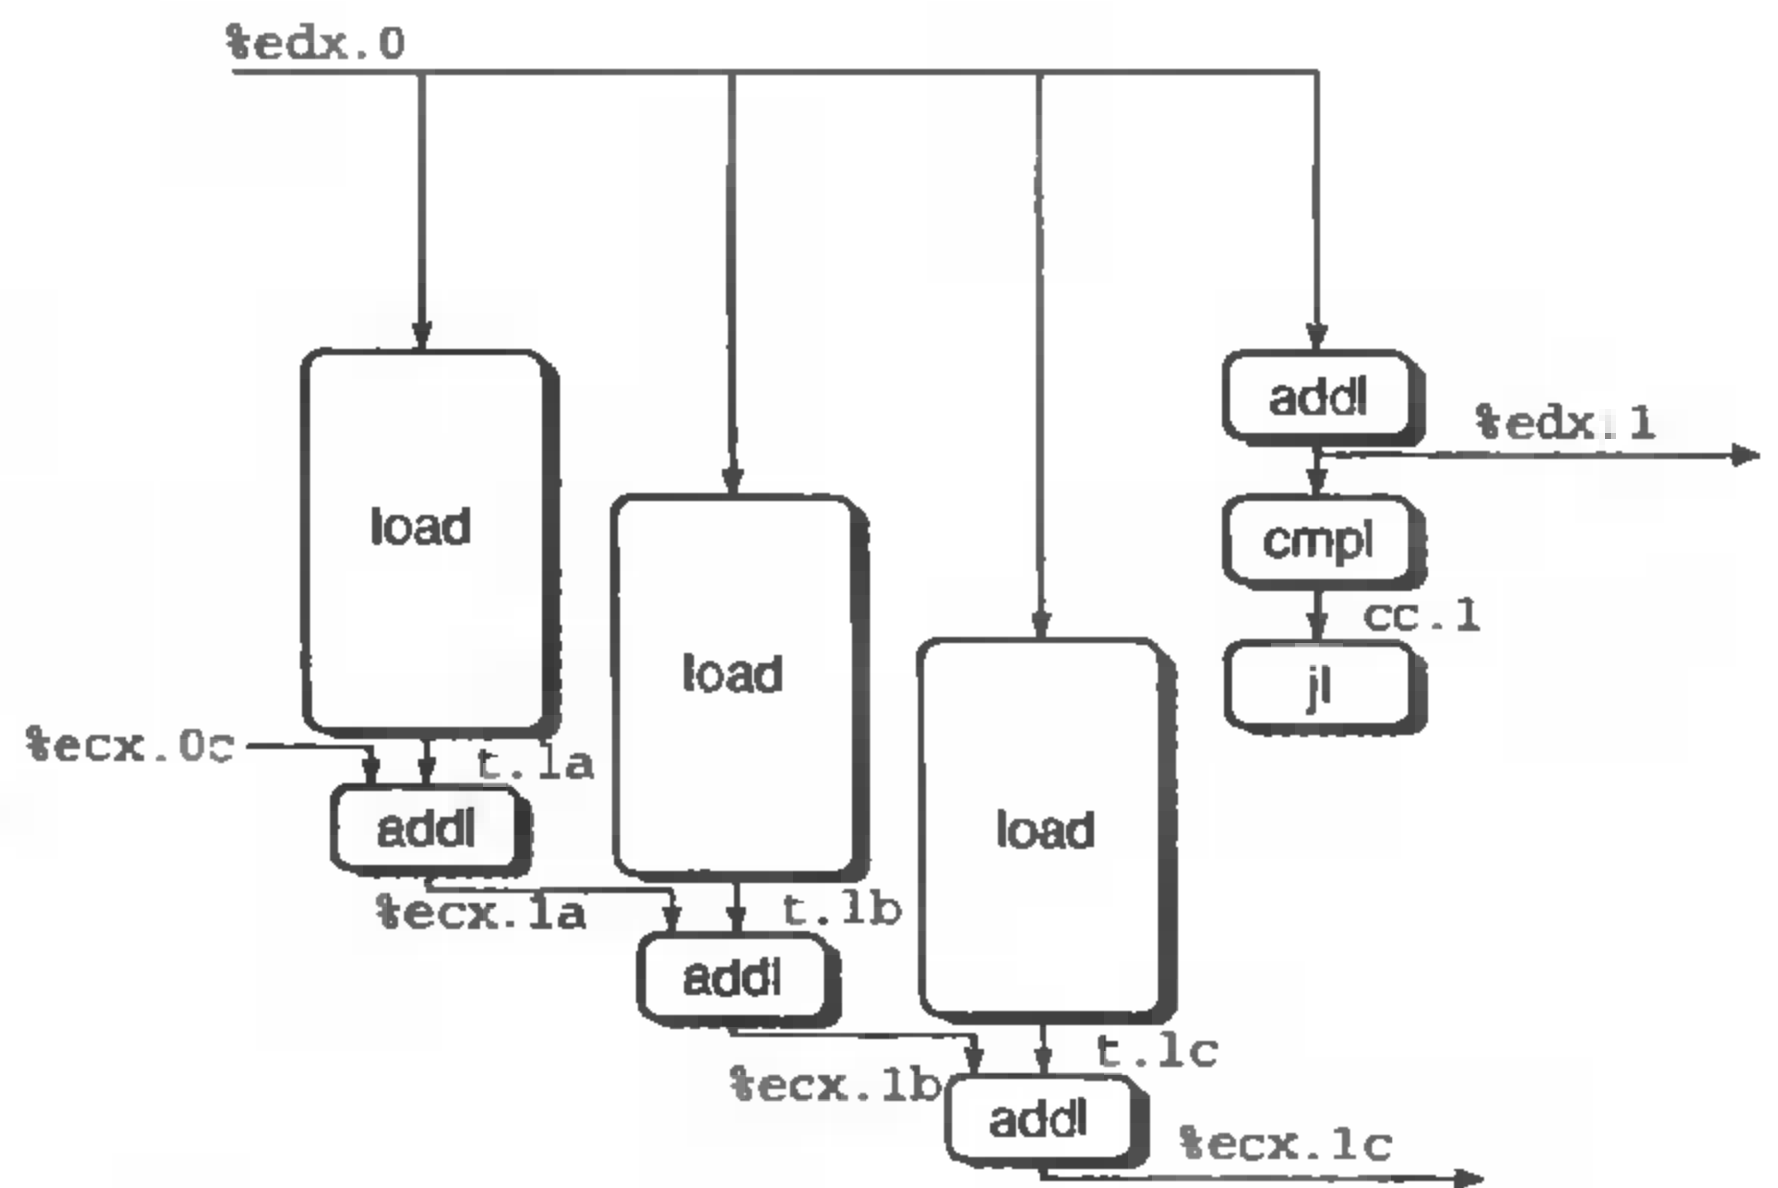 %edx.0
addl
%edx.1
load
cmpl
cc.1
load
jl
%ecx.0c
t.1a
addl
load
%ecx.1a
t.1b
addl
t.1c
%ecx.1b
addl
%ecx.1c